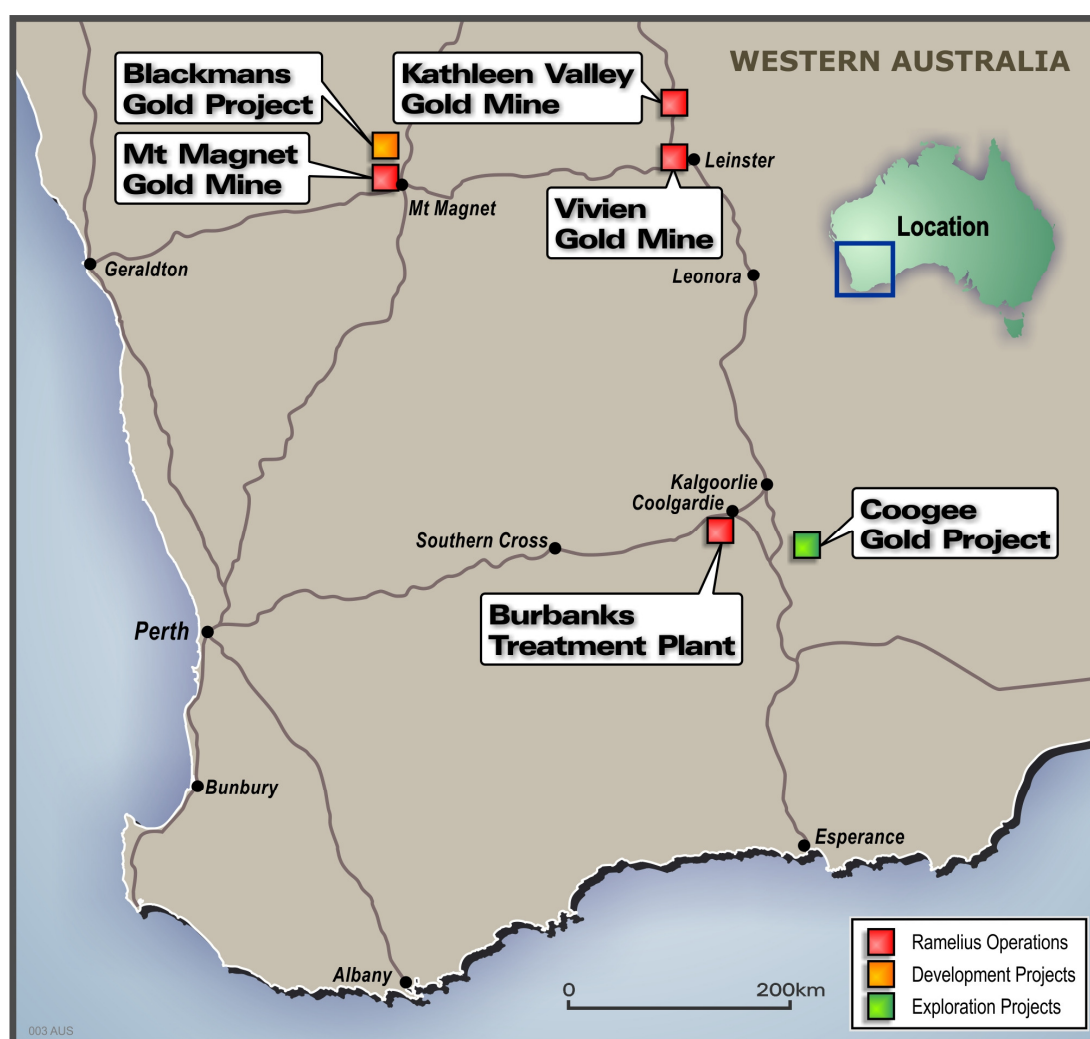 WESTERN AUSTRALIA
Blackmans
Gold Project
Kathleen Valley
Gold Mine
Mt Magnet
Gold Mine
Leinster
Mt Magnet
Vivien
Gold Mine
Location
Geraldton
Leonora
Kalgoorlie
Coolgardie
Coogee
Gold Project
Southern Cross
Burbanks
Treatment Plant
Perth
Bunbury
Esperance
Albany
0
200km
Ramelius Operations
Development Projects
Exploration Projects
003 AUS